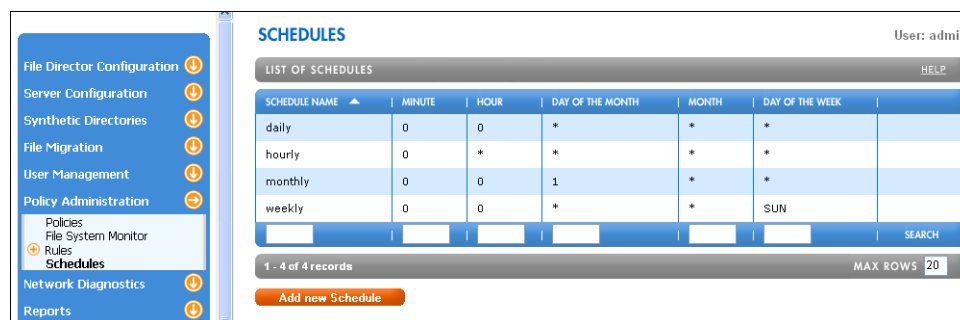 SCHEDULES
User: admi
File Director Configuration
Server Configuration
Synthetic Directories
File Migration
User Management
Policy Administration
Policies
File System Monitor
Rules
Schedules
Network Diagnostics
Reports
LIST OF SCHEDULES HELP
SCHEDULE NAME | MINUTE | HOUR | DAY OF THE MONTH | MONTH | DAY OF THE WEEK |
daily 0 0 * * *
hourly 0 * * * *
monthly 0 0 1 * *
weekly 0 0 * * SUN
| | | | | | SEARCH
1 - 4 of 4 records MAX ROWS 20
Add new Schedule